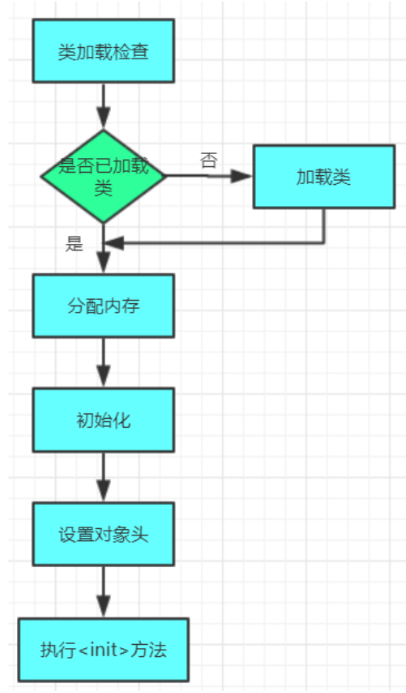 类加载检查
是否已加载
类
否
加载类
是
分配内存
初始化
设置对象头
执行<init>方法